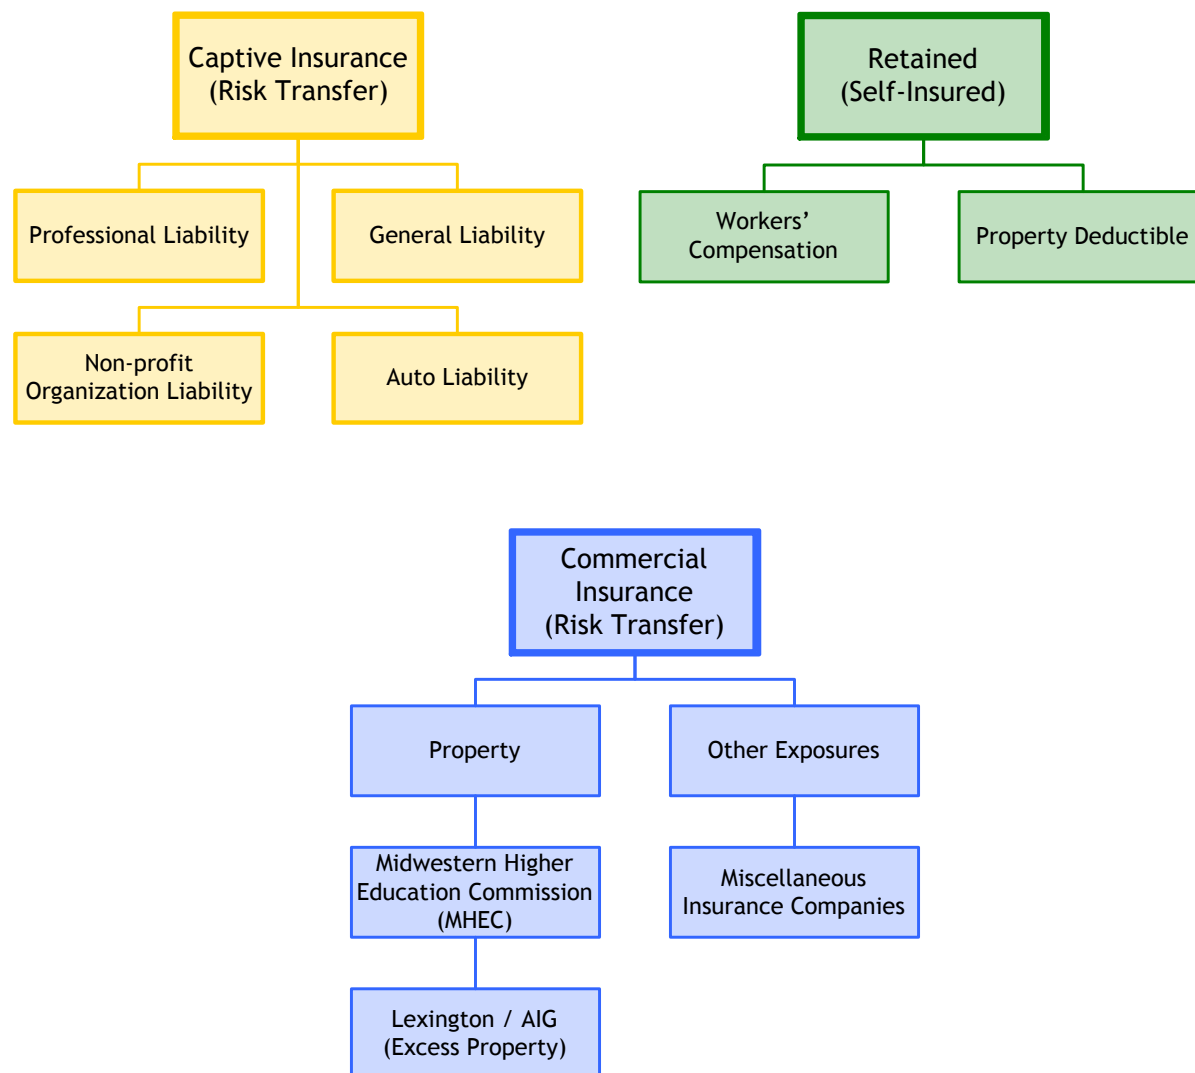 Captive Insurance
(Risk Transfer)
Retained
(Self-Insured)
Professional Liability
General Liability
Workers’
Compensation
Property Deductible
Non-profit
Organization Liability
Auto Liability
Commercial
Insurance
(Risk Transfer)
Property
Other Exposures
Midwestern Higher
Education Commission
(MHEC)
Miscellaneous
Insurance Companies
Lexington / AIG
(Excess Property)